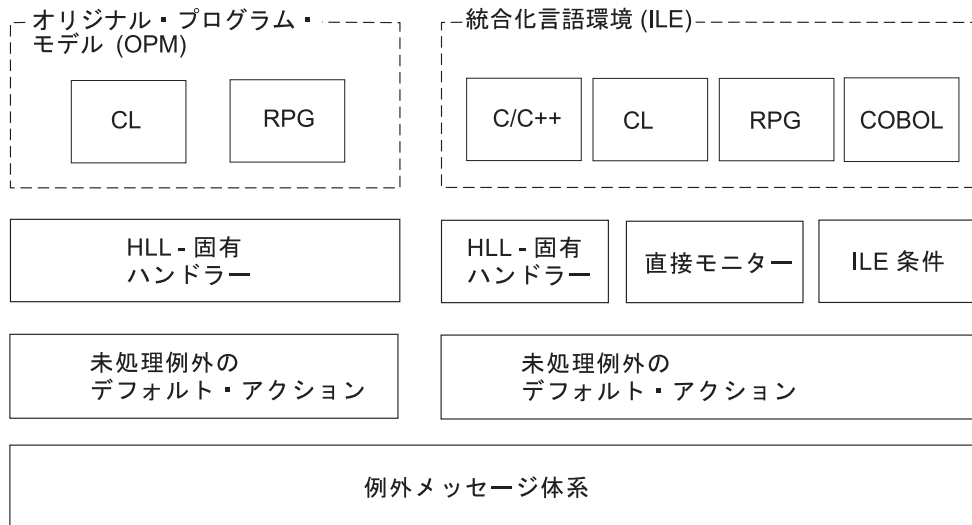 オリジナル・プログラム・
モデル (OPM)
CL
RPG
統合化言語環境 (ILE)
C/C++
CL
RPG
COBOL
HLL - 固有
ハンドラー
HLL - 固有
ハンドラー
直接モニター
ILE 条件
未処理例外の
デフォルト・アクション
未処理例外の
デフォルト・アクション
例外メッセージ体系